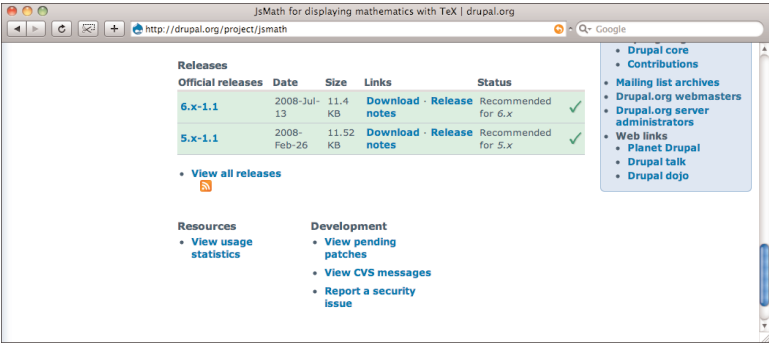 JsMath for displaying mathematics with TeX | drupal.org
http://drupal.org/project/jsmath
Google
Releases
Official releases Date Size Links Status
6.x-1.1 2008-Jul-13 11.4 KB Download · Release notes Recommended for 6.x
5.x-1.1 2008-Feb-26 11.52 KB Download · Release notes Recommended for 5.x
• View all releases
Resources
• View usage
statistics
Development
• View pending
patches
• View CVS messages
• Report a security
issue
• Drupal core
• Contributions
• Mailing list archives
• Drupal.org webmasters
• Drupal.org server
administrators
• Web links
• Planet Drupal
• Drupal talk
• Drupal dojo